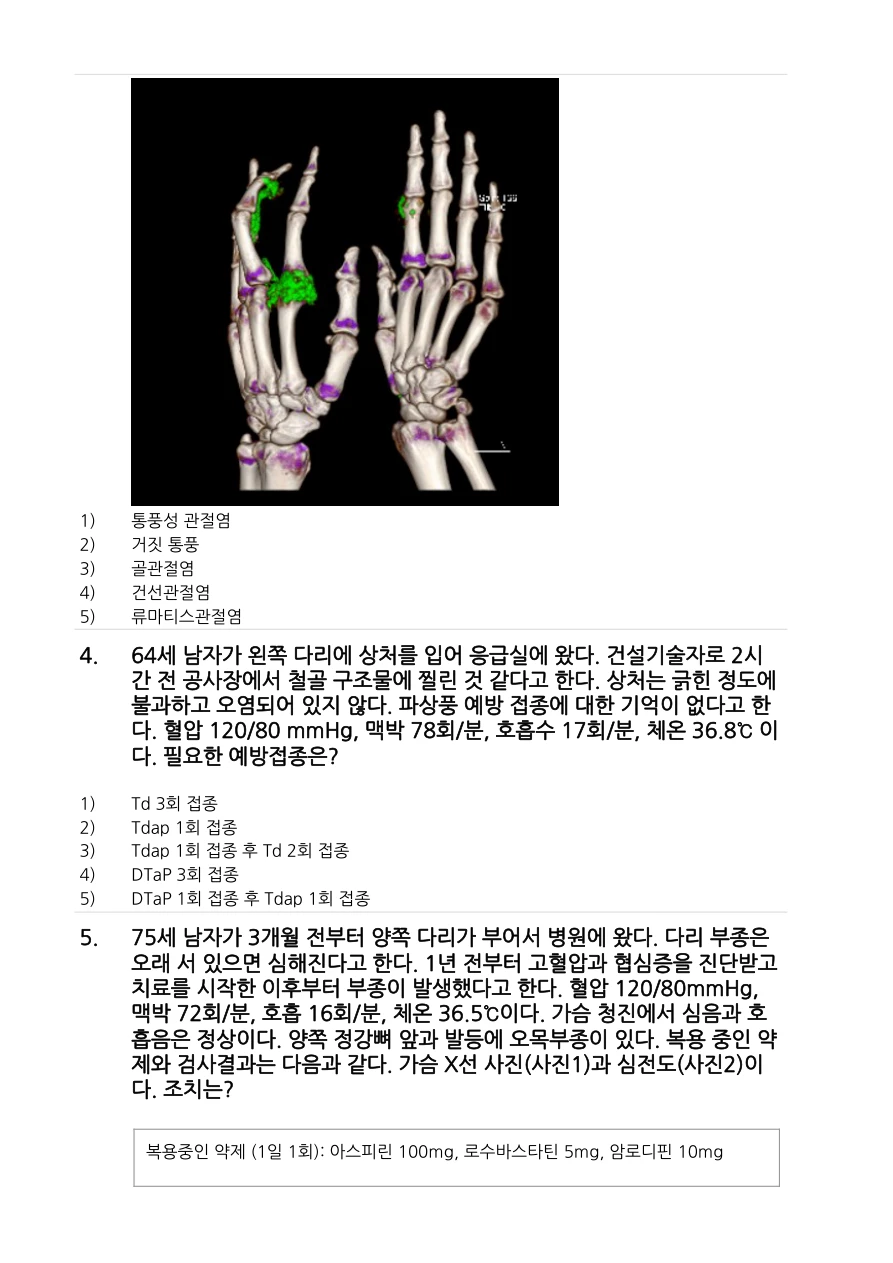 1) 통풍성 관절염
2) 거짓 통풍
3) 골관절염
4) 건선관절염
5) 류마티스관절염
4. 64세 남자가 왼쪽 다리에 상처를 입어 응급실에 왔다. 건설기술자로 2시
간 전 공사장에서 철골 구조물에 찔린 것 같다고 한다. 상처는 긁힌 정도에
불과하고 오염되어 있지 않다. 파상풍 예방 접종에 대한 기억이 없다고 한
다. 혈압 120/80 mmHg, 맥박 78회/분, 호흡수 17회/분, 체온 36.8℃ 이
다. 필요한 예방접종은?
1) Td 3회 접종
2) Tdap 1회 접종
3) Tdap 1회 접종 후 Td 2회 접종
4) DTaP 3회 접종
5) DTaP 1회 접종 후 Tdap 1회 접종
5. 75세 남자가 3개월 전부터 양쪽 다리가 부어서 병원에 왔다. 다리 부종은
오래 서 있으면 심해진다고 한다. 1년 전부터 고혈압과 협심증을 진단받고
치료를 시작한 이후부터 부종이 발생했다고 한다. 혈압 120/80mmHg,
맥박 72회/분, 호흡 16회/분, 체온 36.5℃이다. 가슴 청진에서 심음과 호
흡음은 정상이다. 양쪽 정강뼈 앞과 발등에 오목부종이 있다. 복용 중인 약
제와 검사결과는 다음과 같다. 가슴 X선 사진(사진1)과 심전도(사진2)이
다. 조치는?
복용중인 약제 (1일 1회): 아스피린 100mg, 로수바스타틴 5mg, 암로디핀 10mg